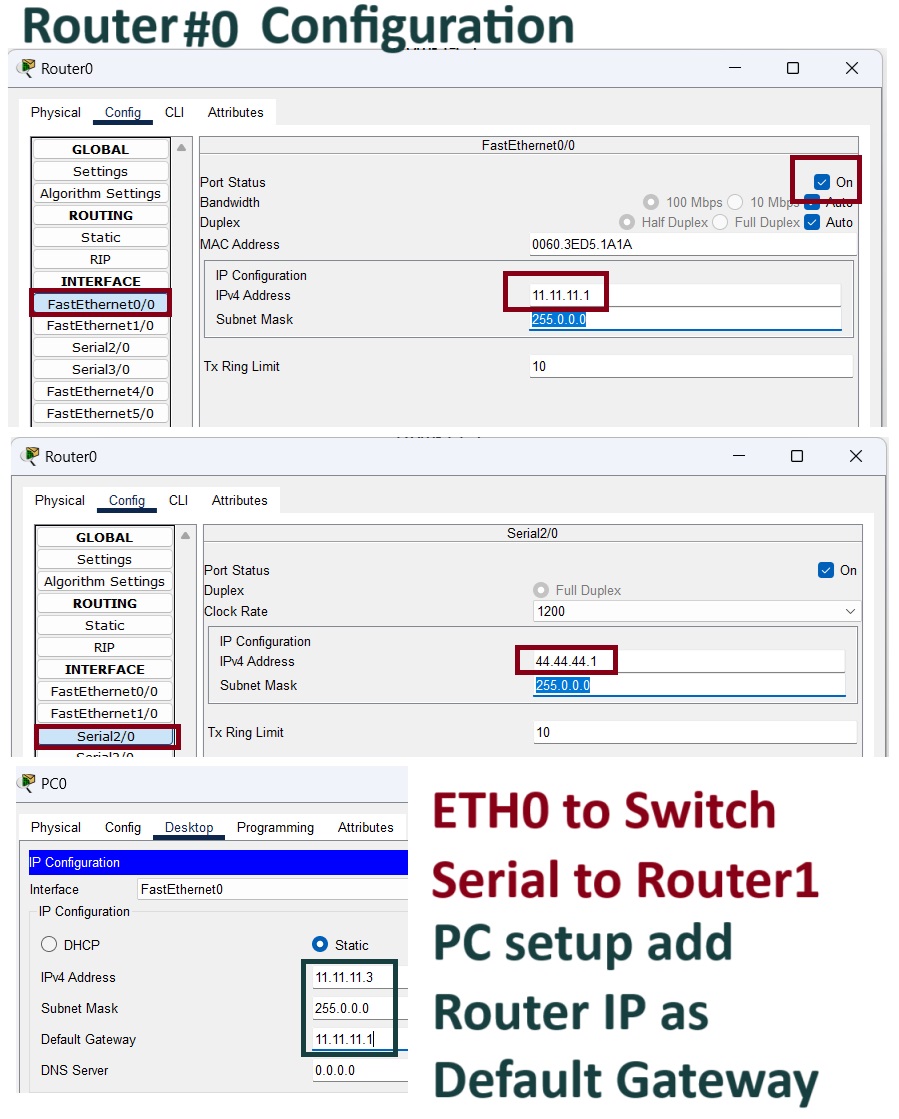 Router#0 Configuration
Router0
Physical Config CLI Attributes
GLOBAL
Settings
Algorithm Settings
ROUTING
Static
RIP
INTERFACE
FastEthernet0/0
FastEthernet1/0
Serial2/0
Serial3/0
FastEthernet4/0
FastEthernet5/0
FastEthernet0/0
Port Status On
Bandwidth 100 Mbps 10 Mbps Auto
Duplex Half Duplex Full Duplex Auto
MAC Address 0060.3ED5.1A1A
IP Configuration
IPv4 Address 11.11.11.1
Subnet Mask 255.0.0.0
Tx Ring Limit 10
Router0
Physical Config CLI Attributes
GLOBAL
Settings
Algorithm Settings
ROUTING
Static
RIP
INTERFACE
FastEthernet0/0
FastEthernet1/0
Serial2/0
Serial2/0
Port Status On
Duplex Full Duplex
Clock Rate 1200
IP Configuration
IPv4 Address 44.44.44.1
Subnet Mask 255.0.0.0
Tx Ring Limit 10
PC0
Physical Config Desktop Programming Attributes
IP Configuration
Interface FastEthernet0
IP Configuration
DHCP Static
IPv4 Address 11.11.11.3
Subnet Mask 255.0.0.0
Default Gateway 11.11.11.1
DNS Server 0.0.0.0
ETH0 to Switch
Serial to Router1
PC setup add
Router IP as
Default Gateway